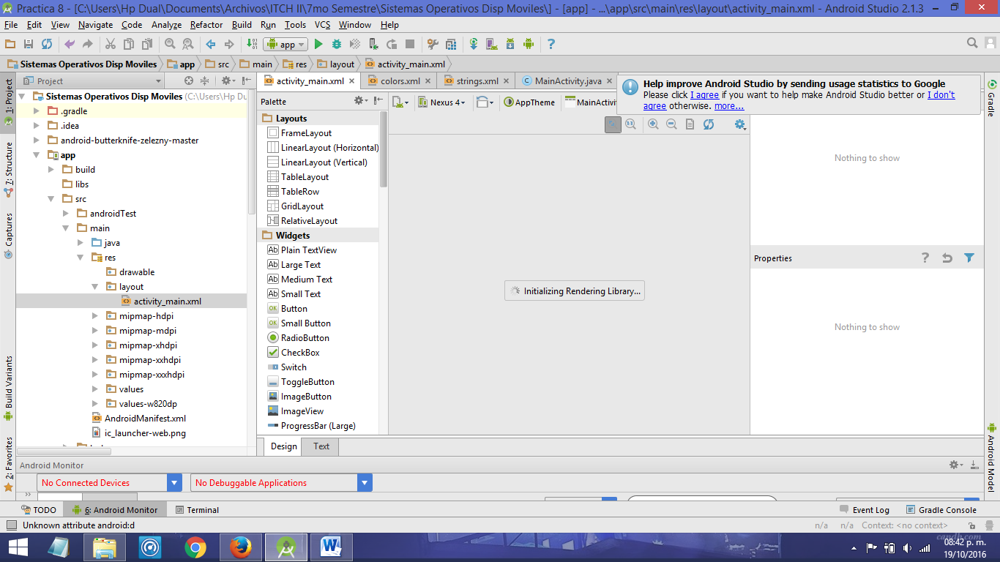 Practica 8 - [C:\Users\Hp Dual\Documents\Archivos\ITCH II\7mo Semestre\Sistemas Operativos Disp Moviles\] - [app] - ...\app\src\main\res\layout\activity_main.xml - Android Studio 2.1.3
File Edit View Navigate Code Analyze Refactor Build Run Tools VCS Window Help
app
Sistemas Operativos Disp Moviles app src main res layout activity_main.xml
Project
activity_main.xml colors.xml strings.xml MainActivity.java
Help improve Android Studio by sending usage statistics to Google
Please click I agree if you want to help make Android Studio better or I don't
agree otherwise. more...
1: Project
7: Structure
Captures
Build Variants
2: Favorites
Sistemas Operativos Disp Moviles (C:\Users\Hp Du
.gradle
.idea
android-butterknife-zelezny-master
app
build
libs
src
androidTest
main
java
res
drawable
layout
activity_main.xml
mipmap-hdpi
mipmap-mdpi
mipmap-xhdpi
mipmap-xxhdpi
mipmap-xxxhdpi
values
values-w820dp
AndroidManifest.xml
ic_launcher-web.png
Palette
Layouts
FrameLayout
LinearLayout (Horizontal)
LinearLayout (Vertical)
TableLayout
TableRow
GridLayout
RelativeLayout
Widgets
Ab Plain TextView
Ab Large Text
Ab Medium Text
Ab Small Text
OK Button
OK Small Button
RadioButton
CheckBox
Switch
ToggleButton
ImageButton
ImageView
ProgressBar (Large)
Nexus 4 AppTheme MainActivit
Initializing Rendering Library...
Nothing to show
Properties
Nothing to show
Gradle
Android Model
Design Text
Android Monitor
No Connected Devices No Debuggable Applications
TODO 6: Android Monitor Terminal Event Log Gradle Console
Unknown attribute android:d n/a n/a Context: <no context>
08:42 p. m.
19/10/2016